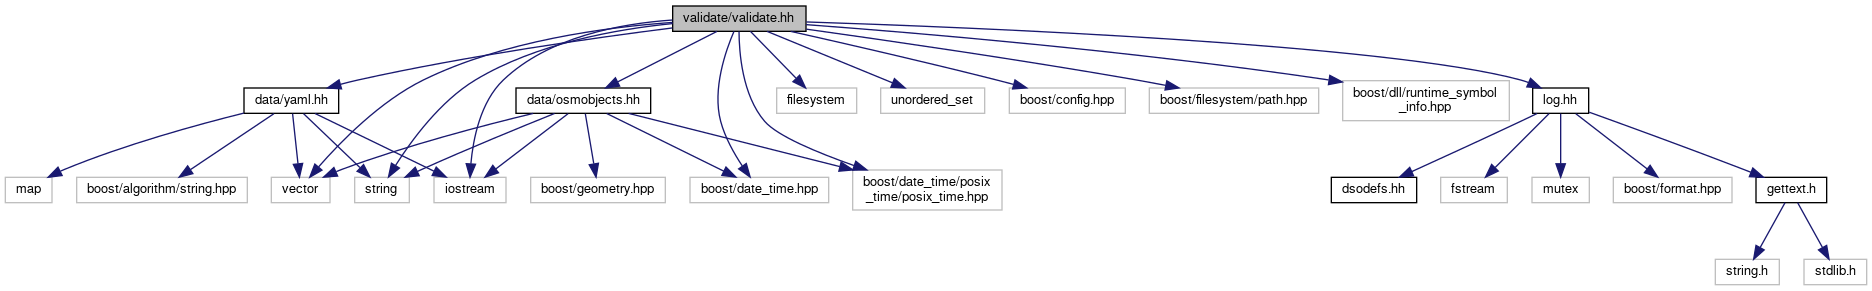 validate/validate.hh
data/yaml.hh
data/osmobjects.hh
filesystem
unordered_set
boost/config.hpp
boost/filesystem/path.hpp
boost/dll/runtime_symbol
_info.hpp
log.hh
map
boost/algorithm/string.hpp
vector
string
iostream
boost/geometry.hpp
boost/date_time.hpp
boost/date_time/posix
_time/posix_time.hpp
dsodefs.hh
fstream
mutex
boost/format.hpp
gettext.h
string.h
stdlib.h